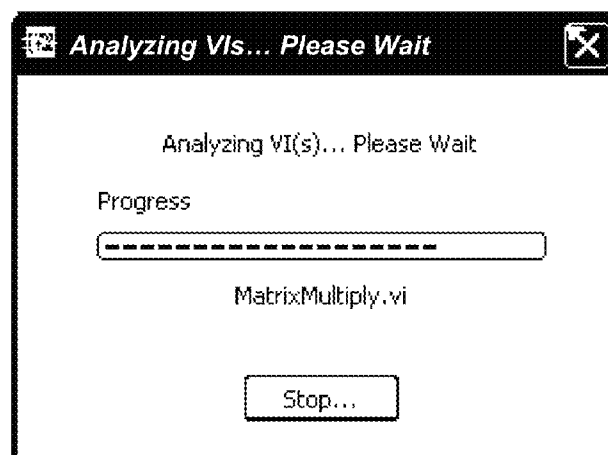 Analyzing VIs... Please Wait
Analyzing VI(s)... Please Wait
Progress
MatrixMultiply.vi
Stop...